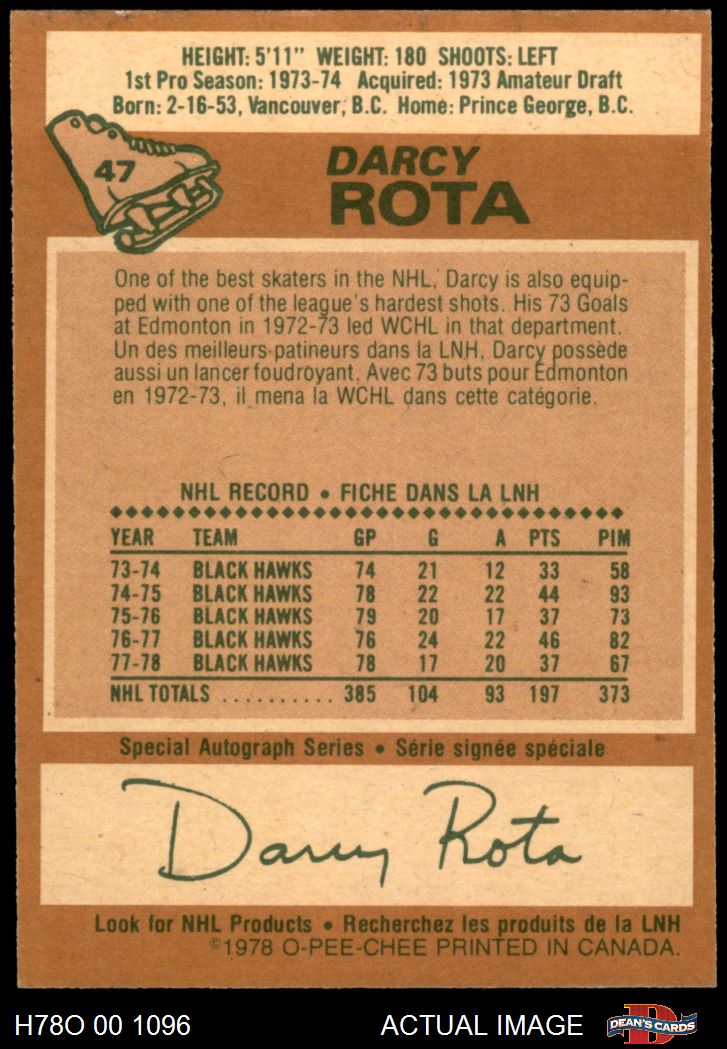 HEIGHT: 5'11" WEIGHT: 180 SHOOTS: LEFT
1st Pro Season: 1973-74 Acquired: 1973 Amateur Draft
Born: 2-16-53, Vancouver, B.C. Home: Prince George, B.C.
47
DARCY
ROTA
One of the best skaters in the NHL, Darcy is also equip-
ped with one of the league's hardest shots. His 73 Goals
at Edmonton in 1972-73 led WCHL in that department.
Un des meilleurs patineurs dans la LNH, Darcy possède
aussi un lancer foudroyant. Avec 73 buts pour Edmonton
en 1972-73, il mena la WCHL dans cette catégorie.
NHL RECORD • FICHE DANS LA LNH
YEAR TEAM GP G A PTS PIM
73-74 BLACK HAWKS 74 21 12 33 58
74-75 BLACK HAWKS 78 22 22 44 93
75-76 BLACK HAWKS 79 20 17 37 73
76-77 BLACK HAWKS 76 24 22 46 82
77-78 BLACK HAWKS 78 17 20 37 67
NHL TOTALS .......... 385 104 93 197 373
Special Autograph Series • Série signée spéciale
Darcy Rota
Look for NHL Products • Recherchez les produits de la LNH
©1978 O-PEE-CHEE PRINTED IN CANADA.
H78O 00 1096 ACTUAL IMAGE DEAN'S CARDS